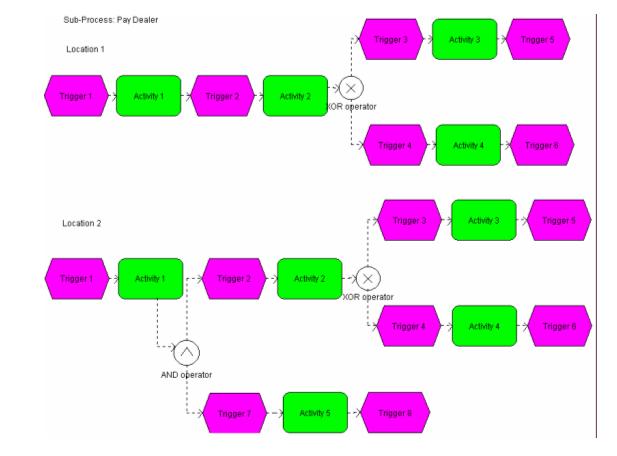 Sub-Process: Pay Dealer
Location 1
Trigger 3
Activity 3
Trigger 5
Trigger 1
Activity 1
Trigger 2
Activity 2
XOR operator
Trigger 4
Activity 4
Trigger 6
Location 2
Trigger 3
Activity 3
Trigger 5
Trigger 1
Activity 1
Trigger 2
Activity 2
XOR operator
Trigger 4
Activity 4
Trigger 6
AND operator
Trigger 7
Activity 5
Trigger 8